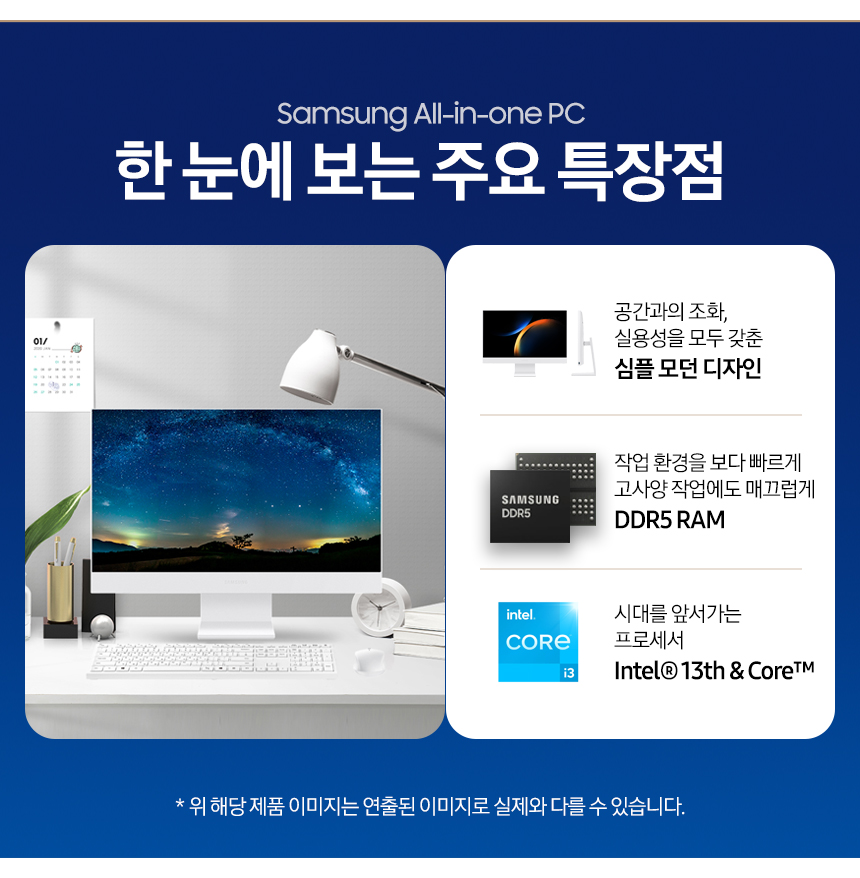 Samsung All-in-one PC
한 눈에 보는 주요 특장점
01/
공간과의 조화,
실용성을 모두 갖춘
심플 모던 디자인
SAMSUNG
DDR5
작업 환경을 보다 빠르게
고사양 작업에도 매끄럽게
DDR5 RAM
intel.
CORE
i3
시대를 앞서가는
프로세서
Intel® 13th & Core™
* 위 해당 제품 이미지는 연출된 이미지로 실제와 다를 수 있습니다.